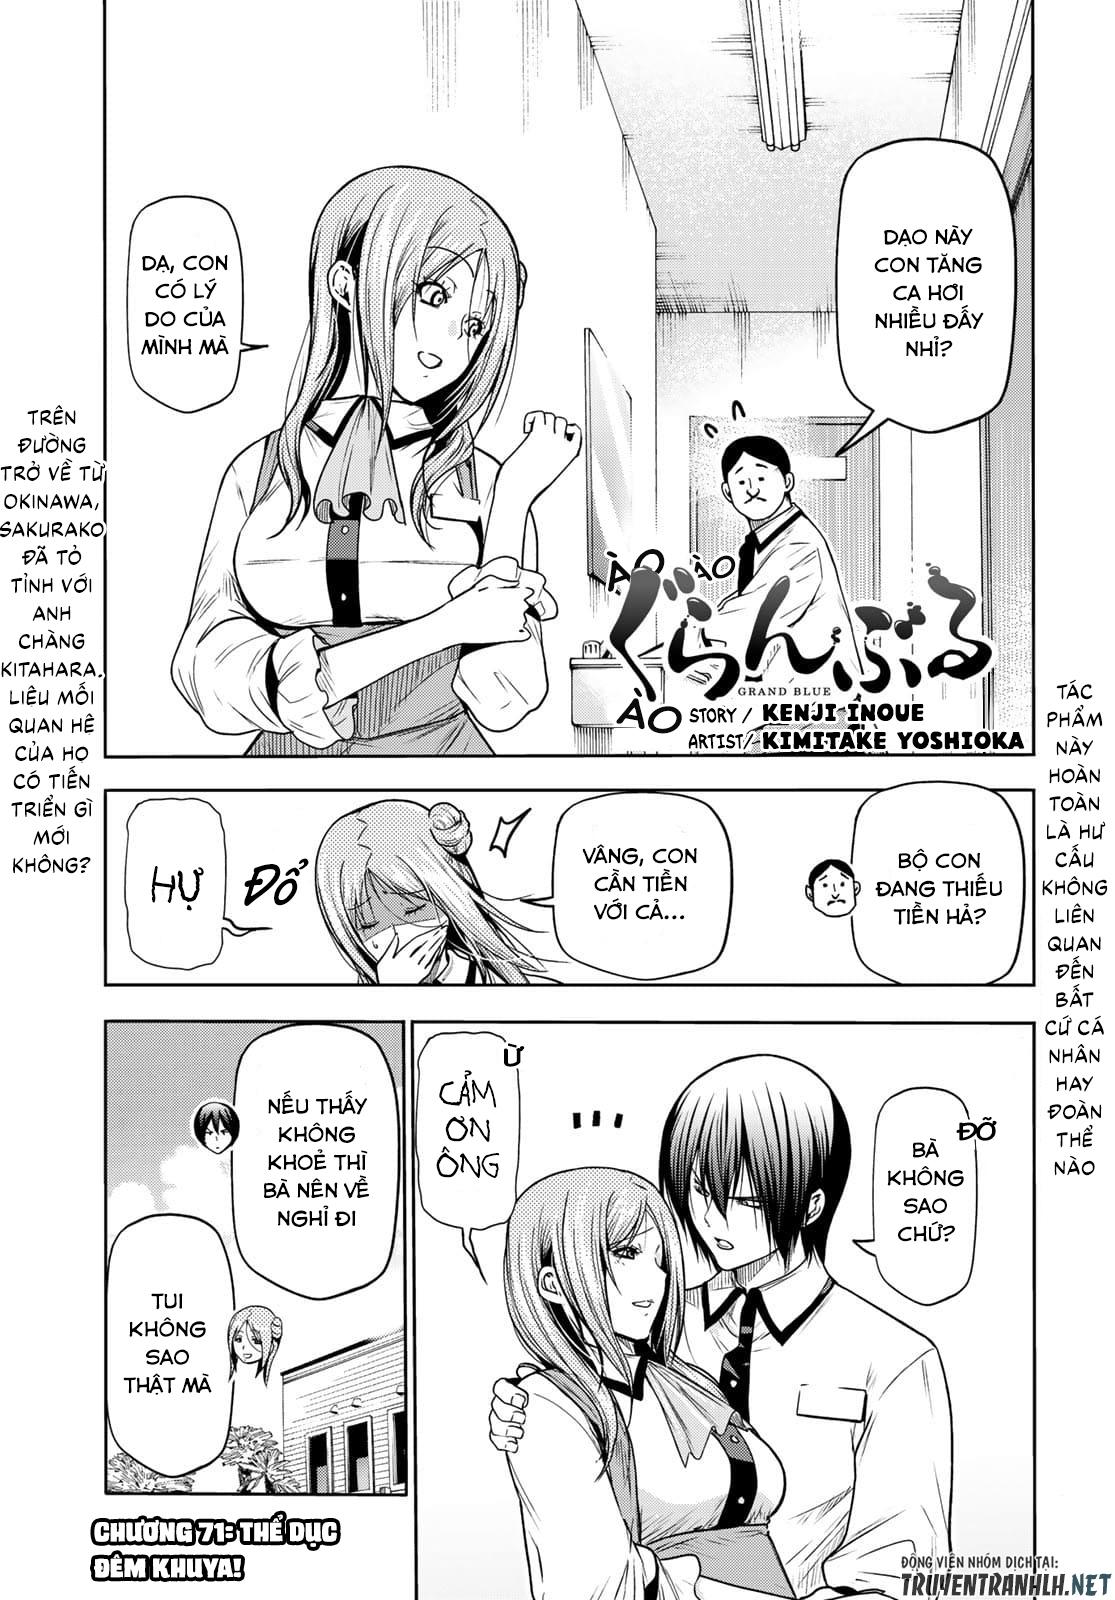 DẠO NÀY
CON TĂNG
CA HƠI
NHIỀU ĐẤY
NHỈ?
DẠ, CON
CÓ LÝ
DO CỦA
MÌNH MÀ
TRÊN
ĐƯỜNG
TRỞ VỀ TỪ
OKINAWA,
SAKURAKO
ĐÃ TỎ
TÌNH VỚI
ANH
CHÀNG
KITAHARA.
LIỆU MỐI
QUAN HỆ
CỦA HỌ
CÓ TIẾN
TRIỂN GÌ
MỚI
KHÔNG?
ÀO
ÀO
ÀO
ぐらんぶる
GRAND BLUE
STORY / KENJI INOUE
ARTIST/ KIMITAKE YOSHIOKA
TÁC
PHẨM
NÀY
HOÀN
TOÀN
LÀ HƯ
CẤU
KHÔNG
LIÊN
QUAN
ĐẾN
BẤT
CỨ CÁ
NHÂN
HAY
ĐOÀN
THỂ
NÀO
BỘ CON
ĐANG THIẾU
TIỀN HẢ?
VÂNG, CON
CẦN TIỀN
VỚI CẢ...
ĐỔ
HỰ
ĐỠ
BÀ
KHÔNG
SAO
CHỨ?
Ừ
CẢM
ƠN
ÔNG
NẾU THẤY
KHÔNG
KHOẺ THÌ
BÀ NÊN VỀ
NGHỈ ĐI
TUI
KHÔNG
SAO
THẬT MÀ
CHƯƠNG 71: THỂ DỤC
ĐÊM KHUYA!
ĐỘNG VIÊN NHÓM DỊCH TẠI:
TRUYENTRANHLH.NET